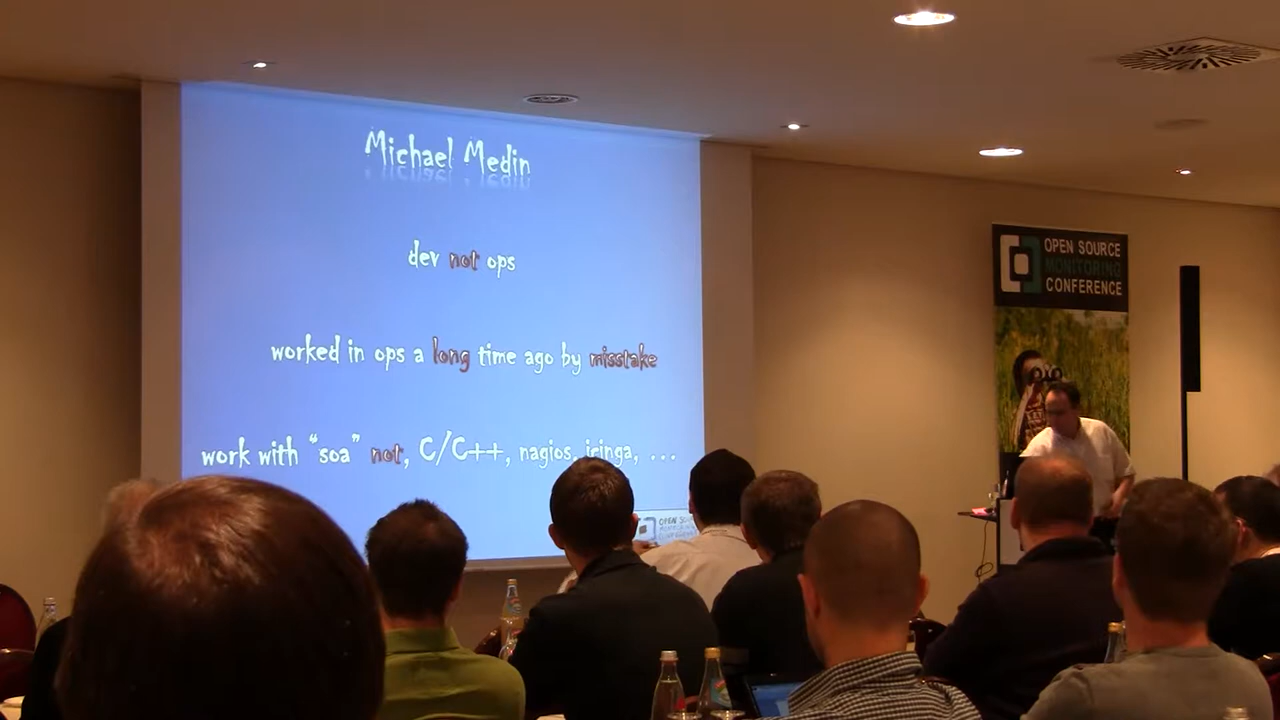 Michael Medin
dev not ops
worked in ops a long time ago by misstake
work with "soa" not, C/C++, nagios, icinga, ...
OPEN SOURCE
MONITORING
CONFERENCE